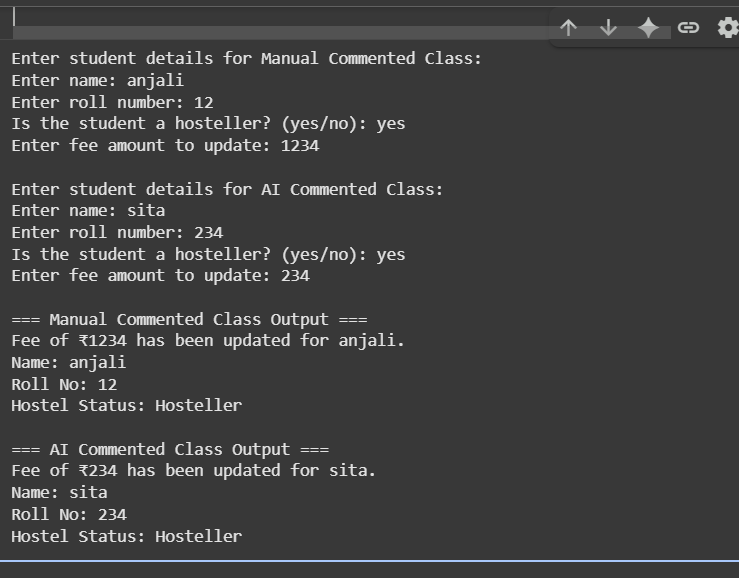 Enter student details for Manual Commented Class:
Enter name: anjali
Enter roll number: 12
Is the student a hosteller? (yes/no): yes
Enter fee amount to update: 1234
Enter student details for AI Commented Class:
Enter name: sita
Enter roll number: 234
Is the student a hosteller? (yes/no): yes
Enter fee amount to update: 234
=== Manual Commented Class Output ===
Fee of ₹1234 has been updated for anjali.
Name: anjali
Roll No: 12
Hostel Status: Hosteller
=== AI Commented Class Output ===
Fee of ₹234 has been updated for sita.
Name: sita
Roll No: 234
Hostel Status: Hosteller